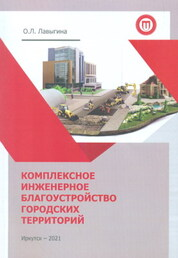 О.Л. Лавыгина
КОМПЛЕКСНОЕ
ИНЖЕНЕРНОЕ
БЛАГОУСТРОЙСТВО
ГОРОДСКИХ
ТЕРРИТОРИЙ
Иркутск – 2021